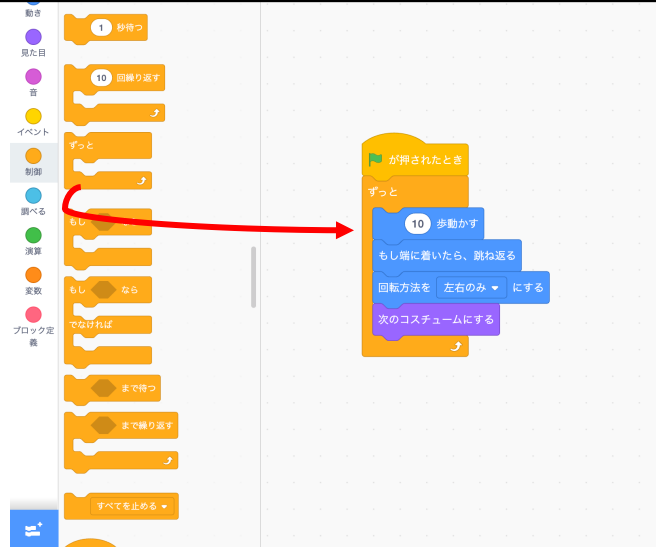 動き
見た目
音
イベント
制御
調べる
演算
変数
ブロック定
義
1 秒待つ
10 回繰り返す
ずっと
もし
もし なら
でなければ
まで待つ
まで繰り返す
すべてを止める
が押されたとき
ずっと
10 歩動かす
もし端に着いたら、跳ね返る
回転方法を 左右のみ にする
次のコスチュームにする